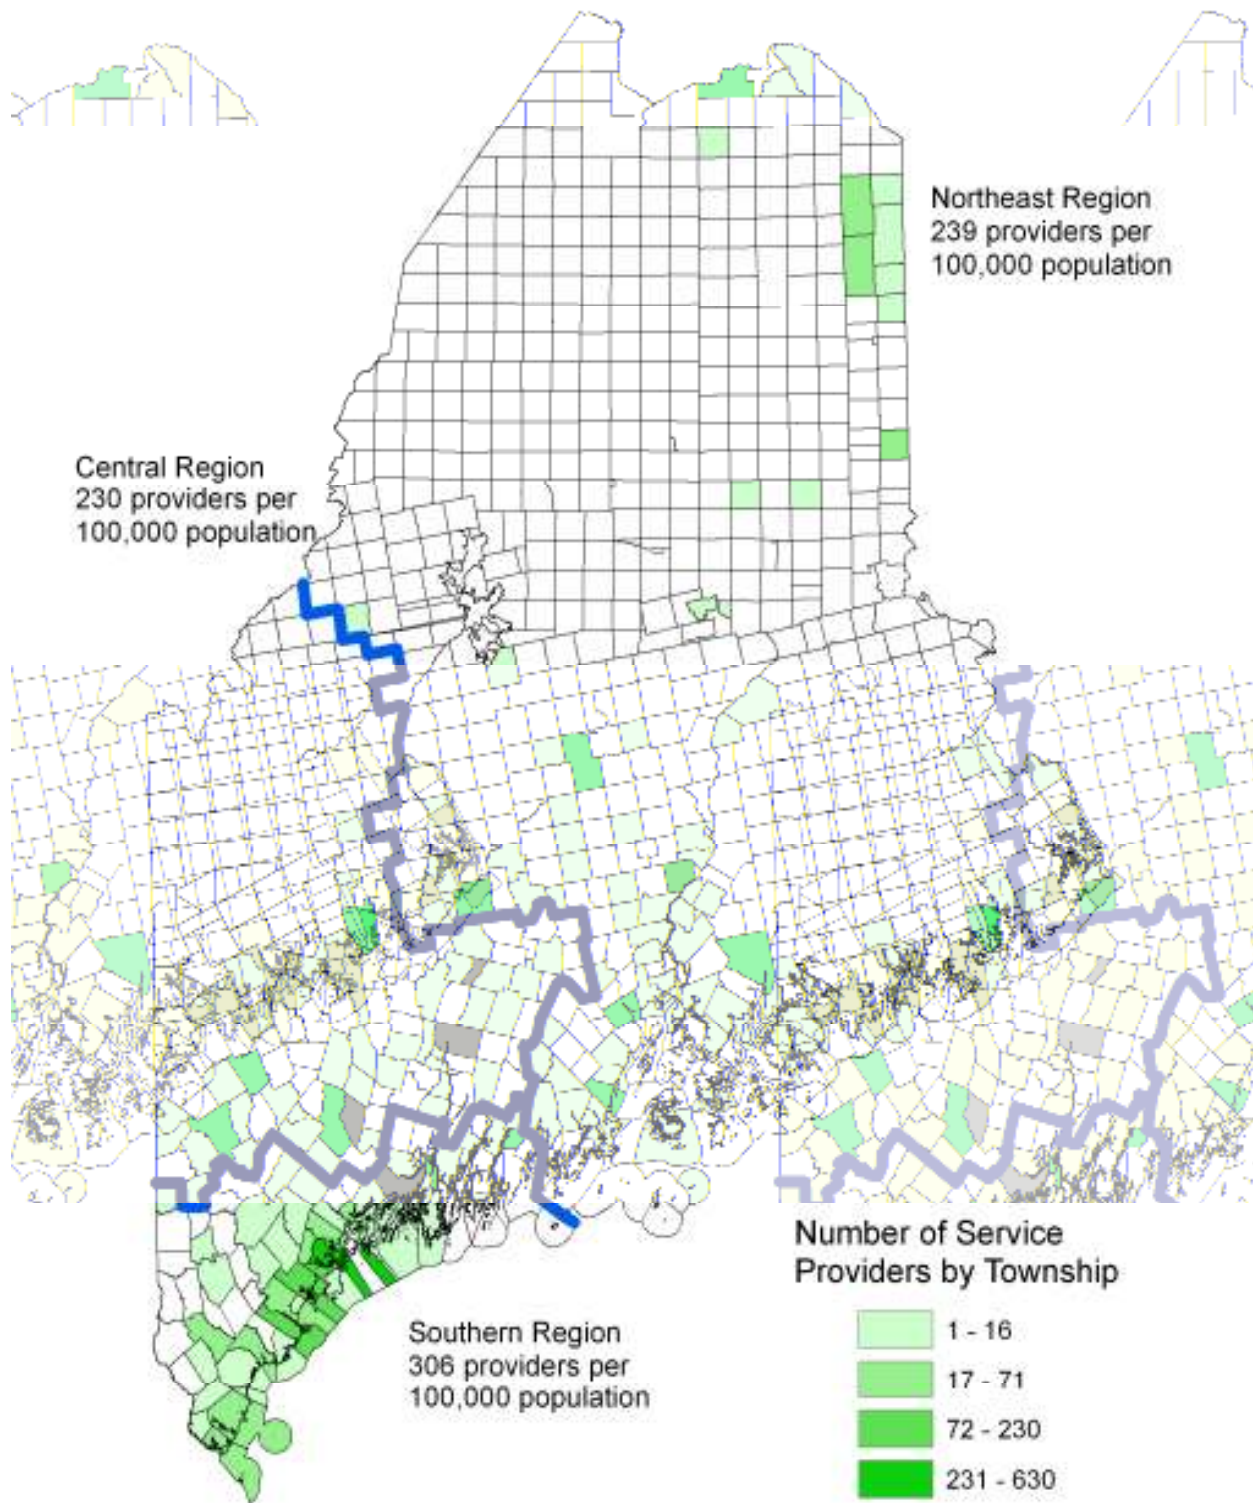 Northeast Region
239 providers per
100,000 population
Central Region
230 providers per
100,000 population
Number of Service
Providers by Township
1 - 16
17 - 71
72 - 230
231 - 630
Southern Region
306 providers per
100,000 population